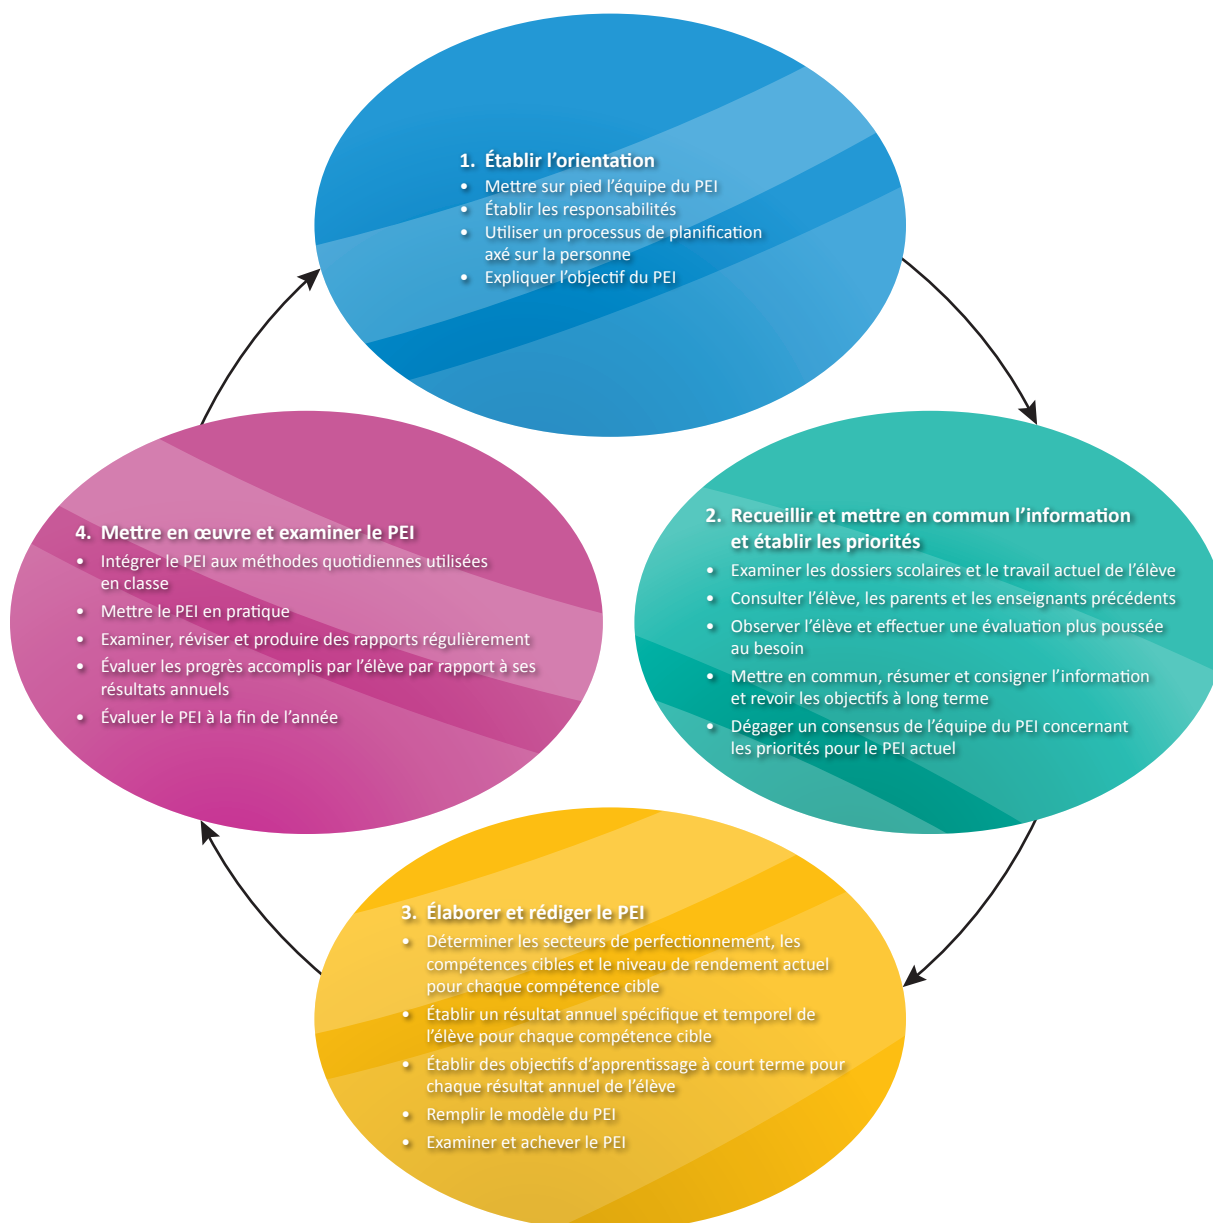 1. Établir l’orientation
• Mettre sur pied l’équipe du PEI
• Établir les responsabilités
• Utiliser un processus de planification
axé sur la personne
• Expliquer l’objectif du PEI
2. Recueillir et mettre en commun l’information
et établir les priorités
• Examiner les dossiers scolaires et le travail actuel de l’élève
• Consulter l’élève, les parents et les enseignants précédents
• Observer l’élève et effectuer une évaluation plus poussée
au besoin
• Mettre en commun, résumer et consigner l’information
et revoir les objectifs à long terme
• Dégager un consensus de l’équipe du PEI concernant
les priorités pour le PEI actuel
3. Élaborer et rédiger le PEI
• Déterminer les secteurs de perfectionnement, les
compétences cibles et le niveau de rendement actuel
pour chaque compétence cible
• Établir un résultat annuel spécifique et temporel de
l’élève pour chaque compétence cible
• Établir des objectifs d’apprentissage à court terme pour
chaque résultat annuel de l’élève
• Remplir le modèle du PEI
• Examiner et achever le PEI
4. Mettre en œuvre et examiner le PEI
• Intégrer le PEI aux méthodes quotidiennes utilisées
en classe
• Mettre le PEI en pratique
• Examiner, réviser et produire des rapports régulièrement
• Évaluer les progrès accomplis par l’élève par rapport à ses
résultats annuels
• Évaluer le PEI à la fin de l’année